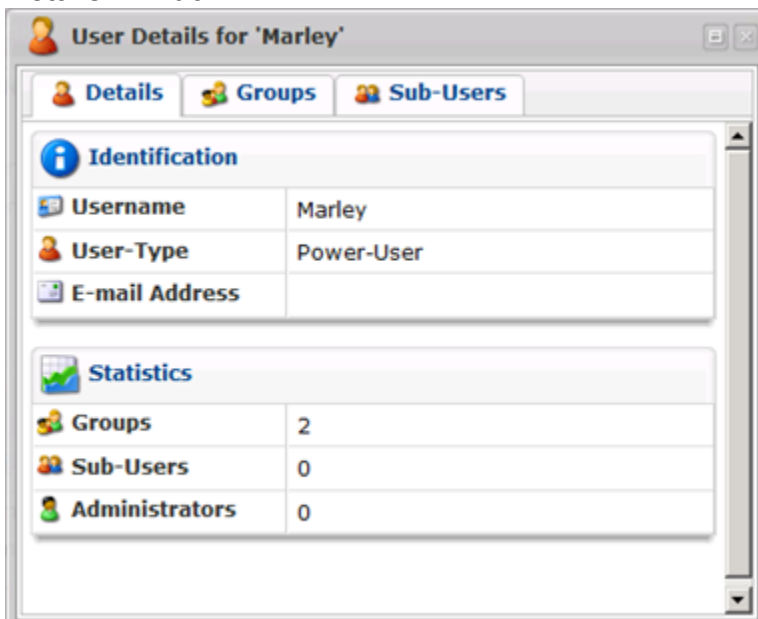 User Details for 'Marley'
Details Groups Sub-Users
Identification
Username Marley
User-Type Power-User
E-mail Address
Statistics
Groups 2
Sub-Users 0
Administrators 0